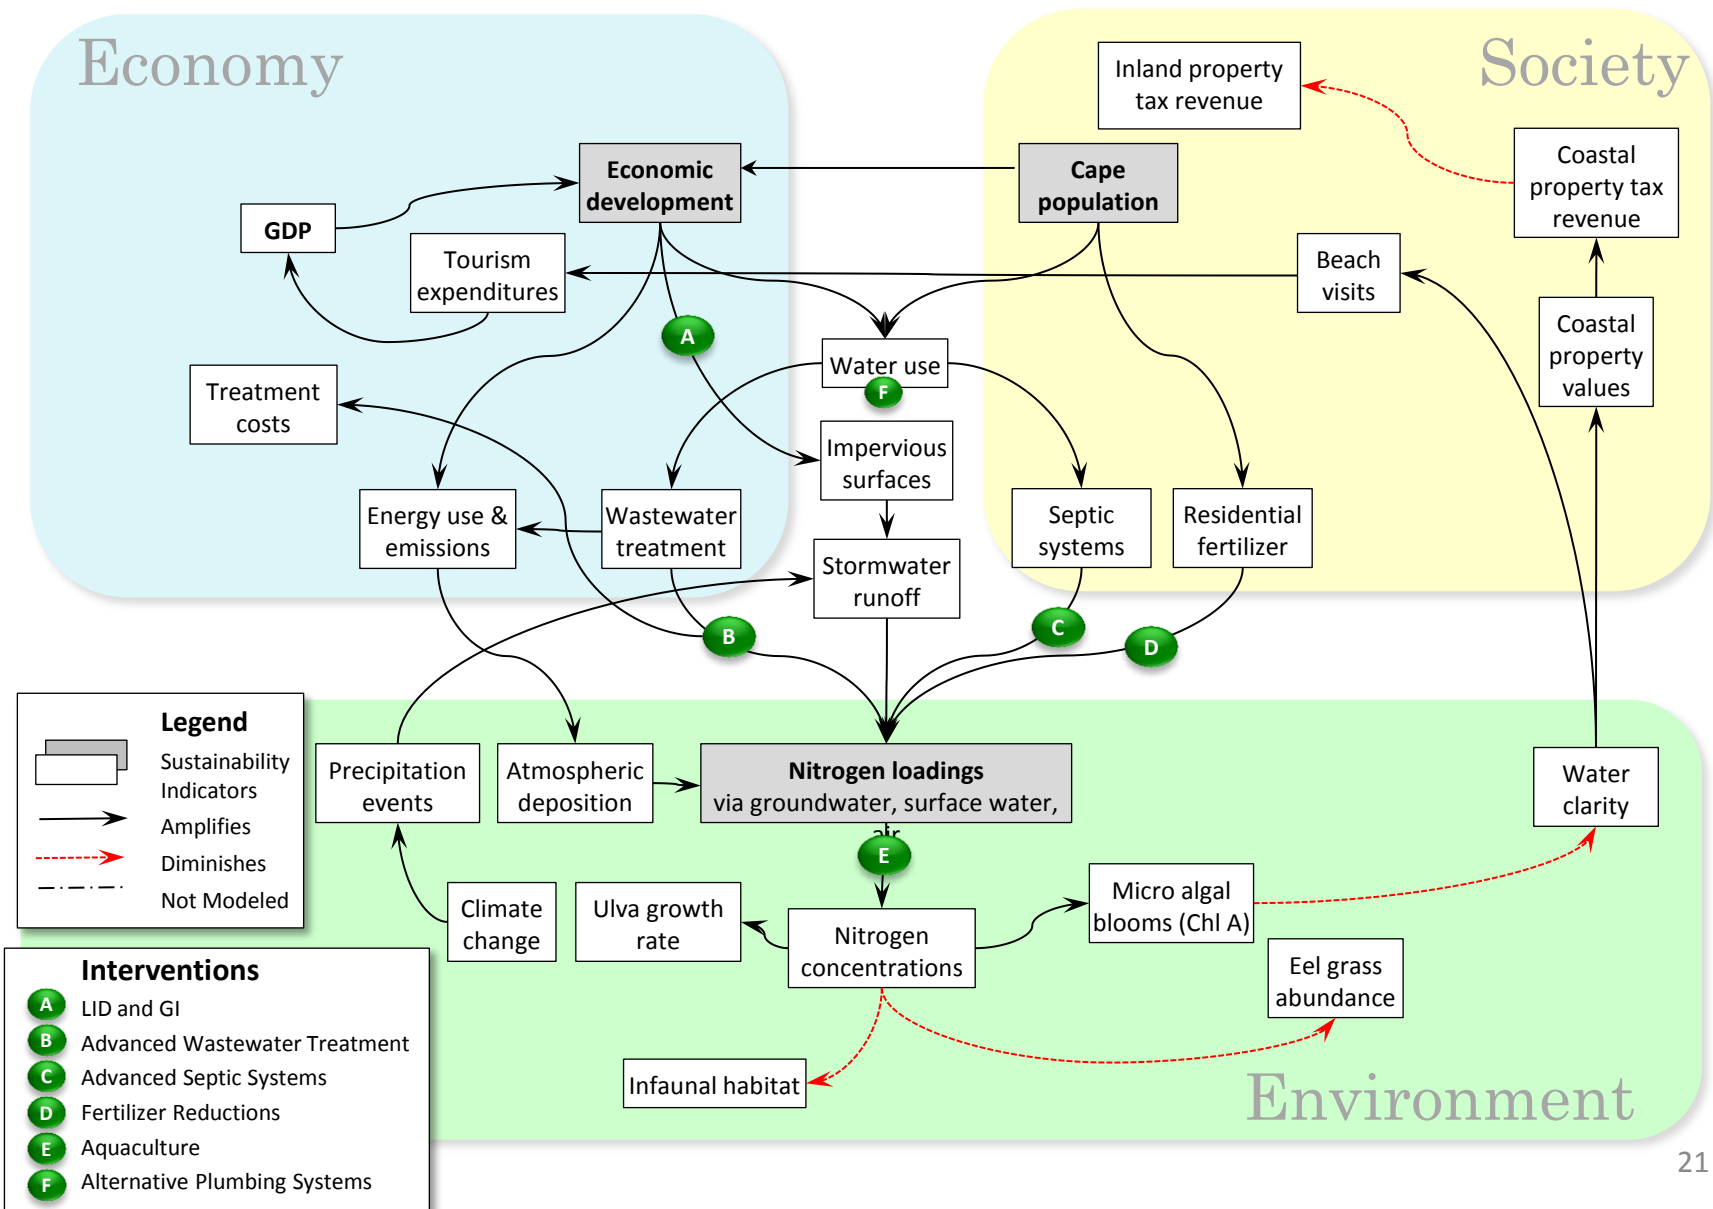 Economy
Society
Inland property
tax revenue
Economic
development
Cape
population
Coastal
property tax
revenue
GDP
Tourism
expenditures
Beach
visits
Coastal
property
values
A
Water use
F
Treatment
costs
Impervious
surfaces
Energy use &
emissions
Wastewater
treatment
Septic
systems
Residential
fertilizer
Stormwater
runoff
B
C
D
Legend
Sustainability
Indicators
Amplifies
Diminishes
Not Modeled
Precipitation
events
Atmospheric
deposition
Nitrogen loadings
via groundwater, surface water,
air
E
Water
clarity
Climate
change
Ulva growth
rate
Nitrogen
concentrations
Micro algal
blooms (Chl A)
Eel grass
abundance
Infaunal habitat
Environment
Interventions
A LID and GI
B Advanced Wastewater Treatment
C Advanced Septic Systems
D Fertilizer Reductions
E Aquaculture
F Alternative Plumbing Systems
21